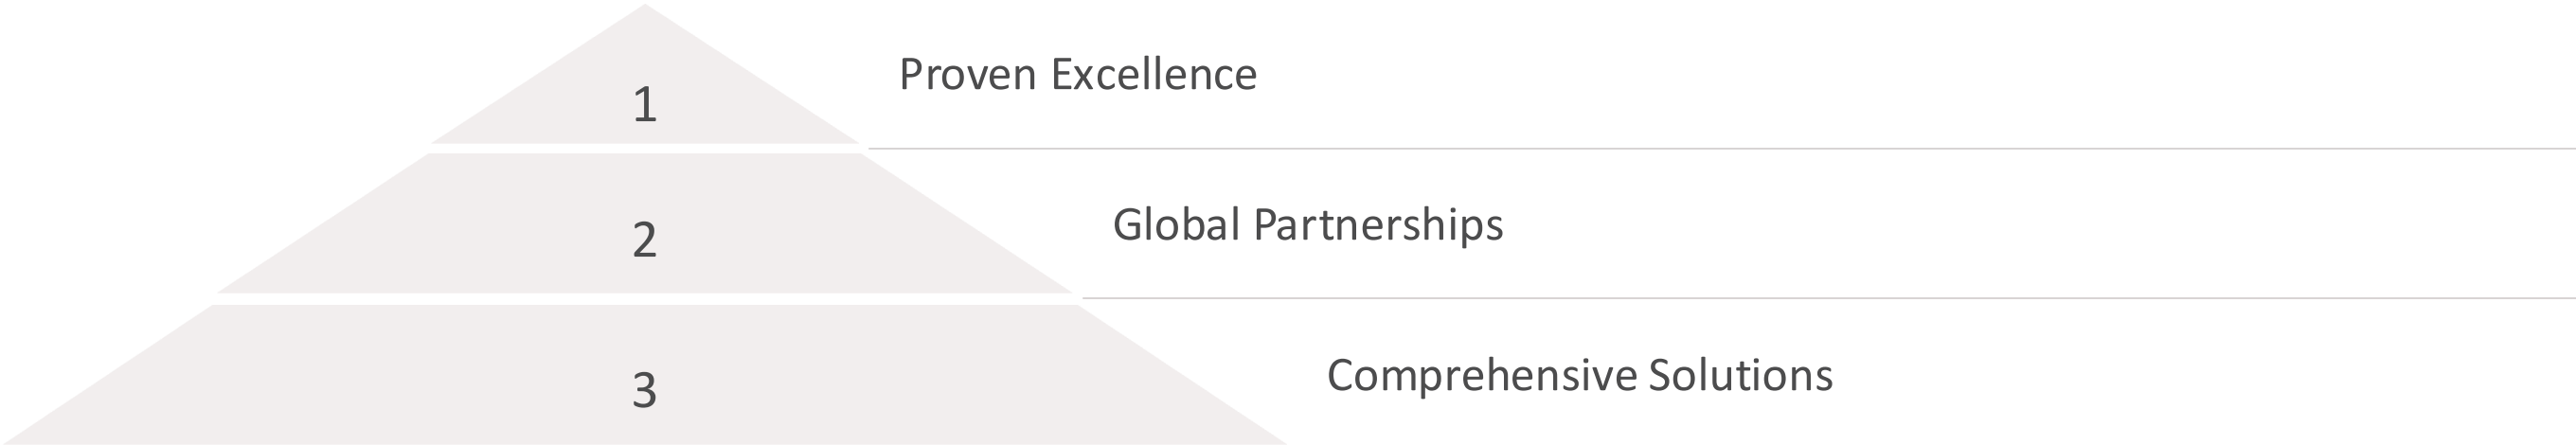 1
Proven Excellence
2
Global Partnerships
3
Comprehensive Solutions